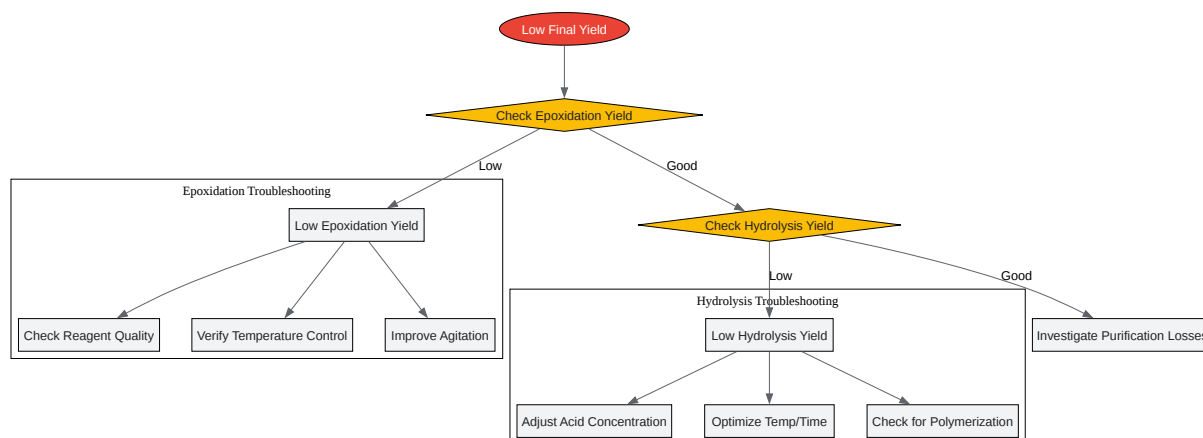 Low Final Yield
Check Epoxidation Yield
Low
Good
Epoxidation Troubleshooting
Low Epoxidation Yield
Check Hydrolysis Yield
Low
Good
Check Reagent Quality
Verify Temperature Control
Improve Agitation
Hydrolysis Troubleshooting
Low Hydrolysis Yield
Investigate Purification Losses
Adjust Acid Concentration
Optimize Temp/Time
Check for Polymerization